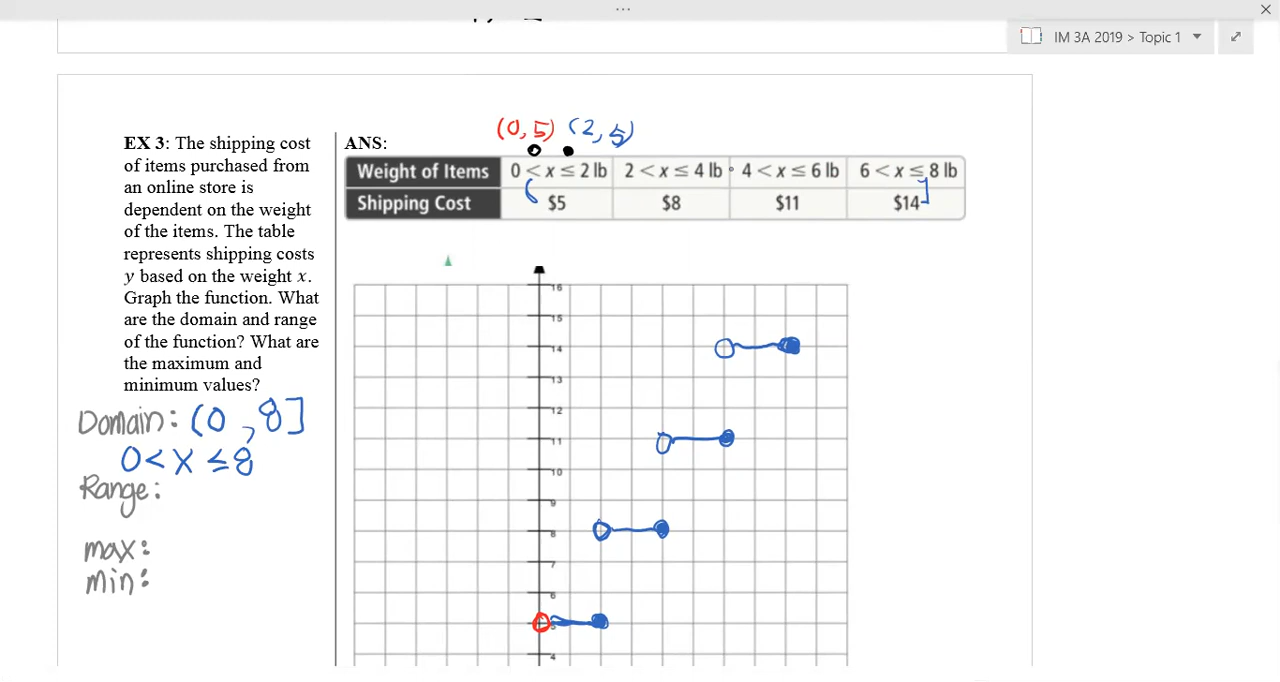 IM 3A 2019 > Topic 1
EX 3: The shipping cost
of items purchased from
an online store is
dependent on the weight
of the items. The table
represents shipping costs
y based on the weight x.
Graph the function. What
are the domain and range
of the function? What are
the maximum and
minimum values?
Domain: (0, 8]
0 < x ≤ 8
Range:
max:
min:
ANS:
(0, 5) (2, 5)
Weight of Items 0 < x ≤ 2 lb 2 < x ≤ 4 lb 4 < x ≤ 6 lb 6 < x ≤ 8 lb
Shipping Cost $5 $8 $11 $14
16
15
14
13
12
11
10
9
8
7
6
5
4